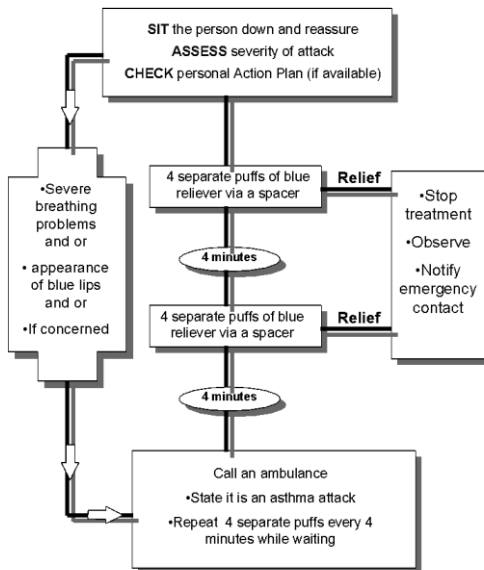 SIT the person down and reassure
ASSESS severity of attack
CHECK personal Action Plan (if available)
•Severe
breathing
problems
and or
• appearance
of blue lips
and or
•If concerned
4 separate puffs of blue
reliever via a spacer
Relief
•Stop
treatment
•Observe
•Notify
emergency
contact
4 minutes
4 separate puffs of blue
reliever via a spacer
Relief
4 minutes
Call an ambulance
•State it is an asthma attack
•Repeat 4 separate puffs every 4
minutes while waiting